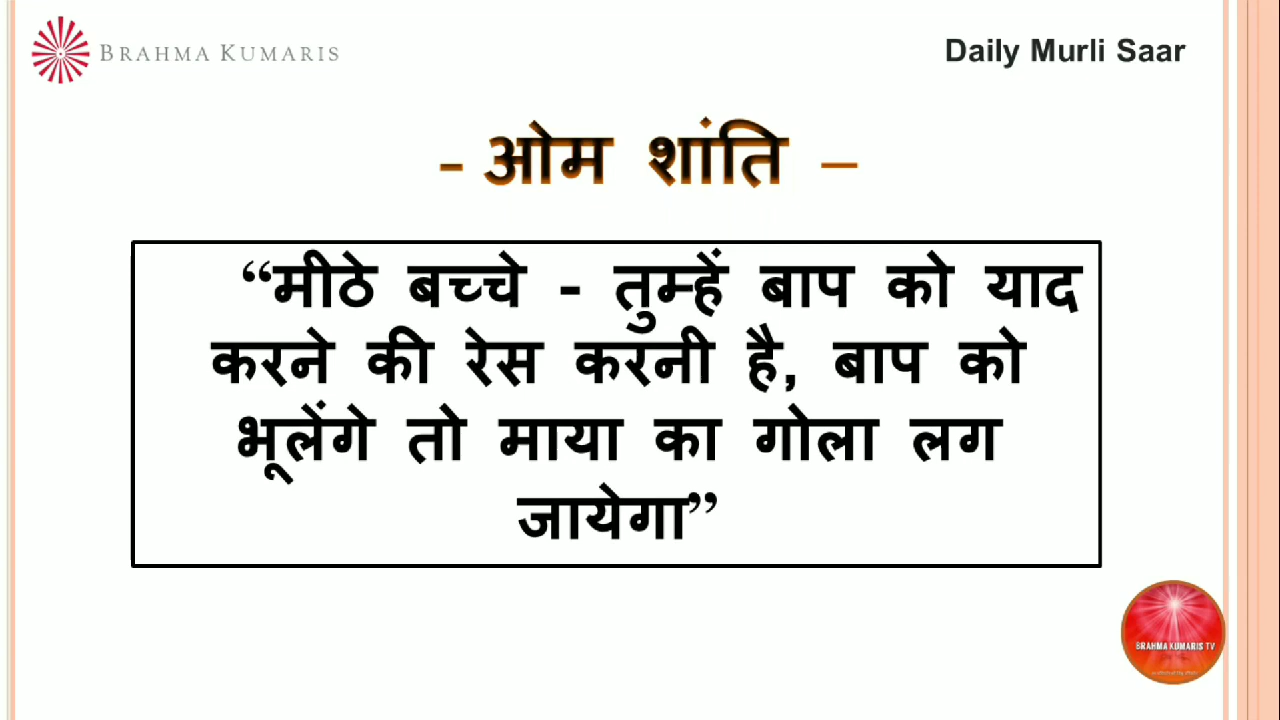 BRAHMA KUMARIS
Daily Murli Saar
- ओम शांति –
“मीठे बच्चे - तुम्हें बाप को याद
करने की रेस करनी है, बाप को
भूलेंगे तो माया का गोला लग
जायेगा”
BRAHMA KUMARIS TV